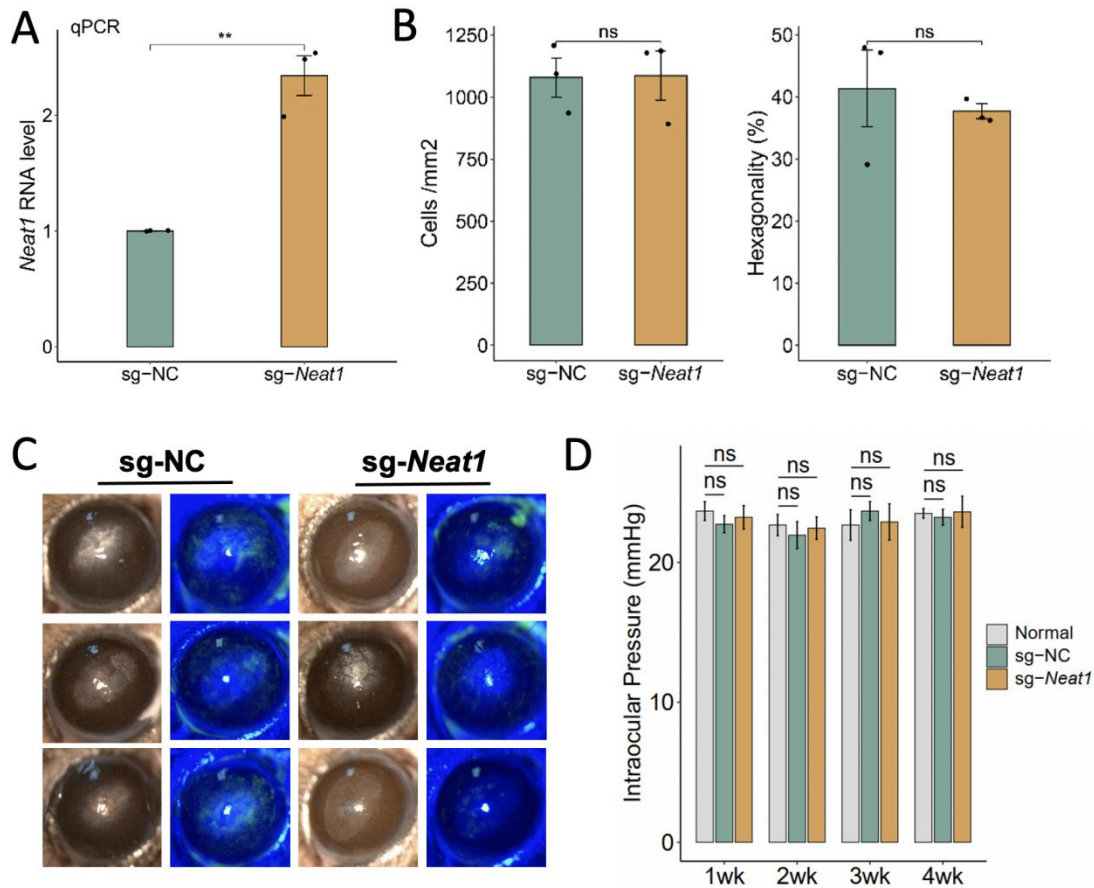 A
qPCR
**
Neat1 RNA level
2
1
0
sg-NC
sg-Neat1
B
ns
Cells /mm2
1250
1000
750
500
250
0
sg-NC
sg-Neat1
ns
Hexagonality (%)
50
40
30
20
10
0
sg-NC
sg-Neat1
C
sg-NC
sg-Neat1
D
ns
ns
ns
ns
ns
ns
ns
ns
Intraocular Pressure (mmHg)
20
10
0
1wk
2wk
3wk
4wk
Normal
sg-NC
sg-Neat1